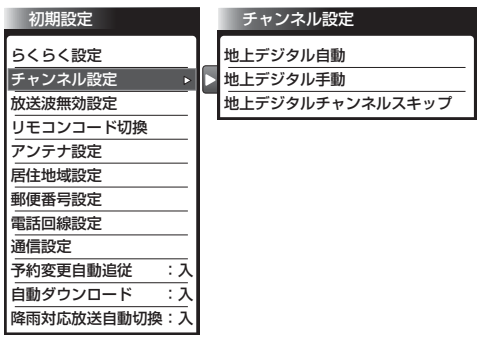 初期設定
らくらく設定
チャンネル設定
放送波無効設定
リモコンコード切換
アンテナ設定
居住地域設定
郵便番号設定
電話回線設定
通信設定
予約変更自動追従 ：入
自動ダウンロード ：入
降雨対応放送自動切換：入
チャンネル設定
地上デジタル自動
地上デジタル手動
地上デジタルチャンネルスキップ